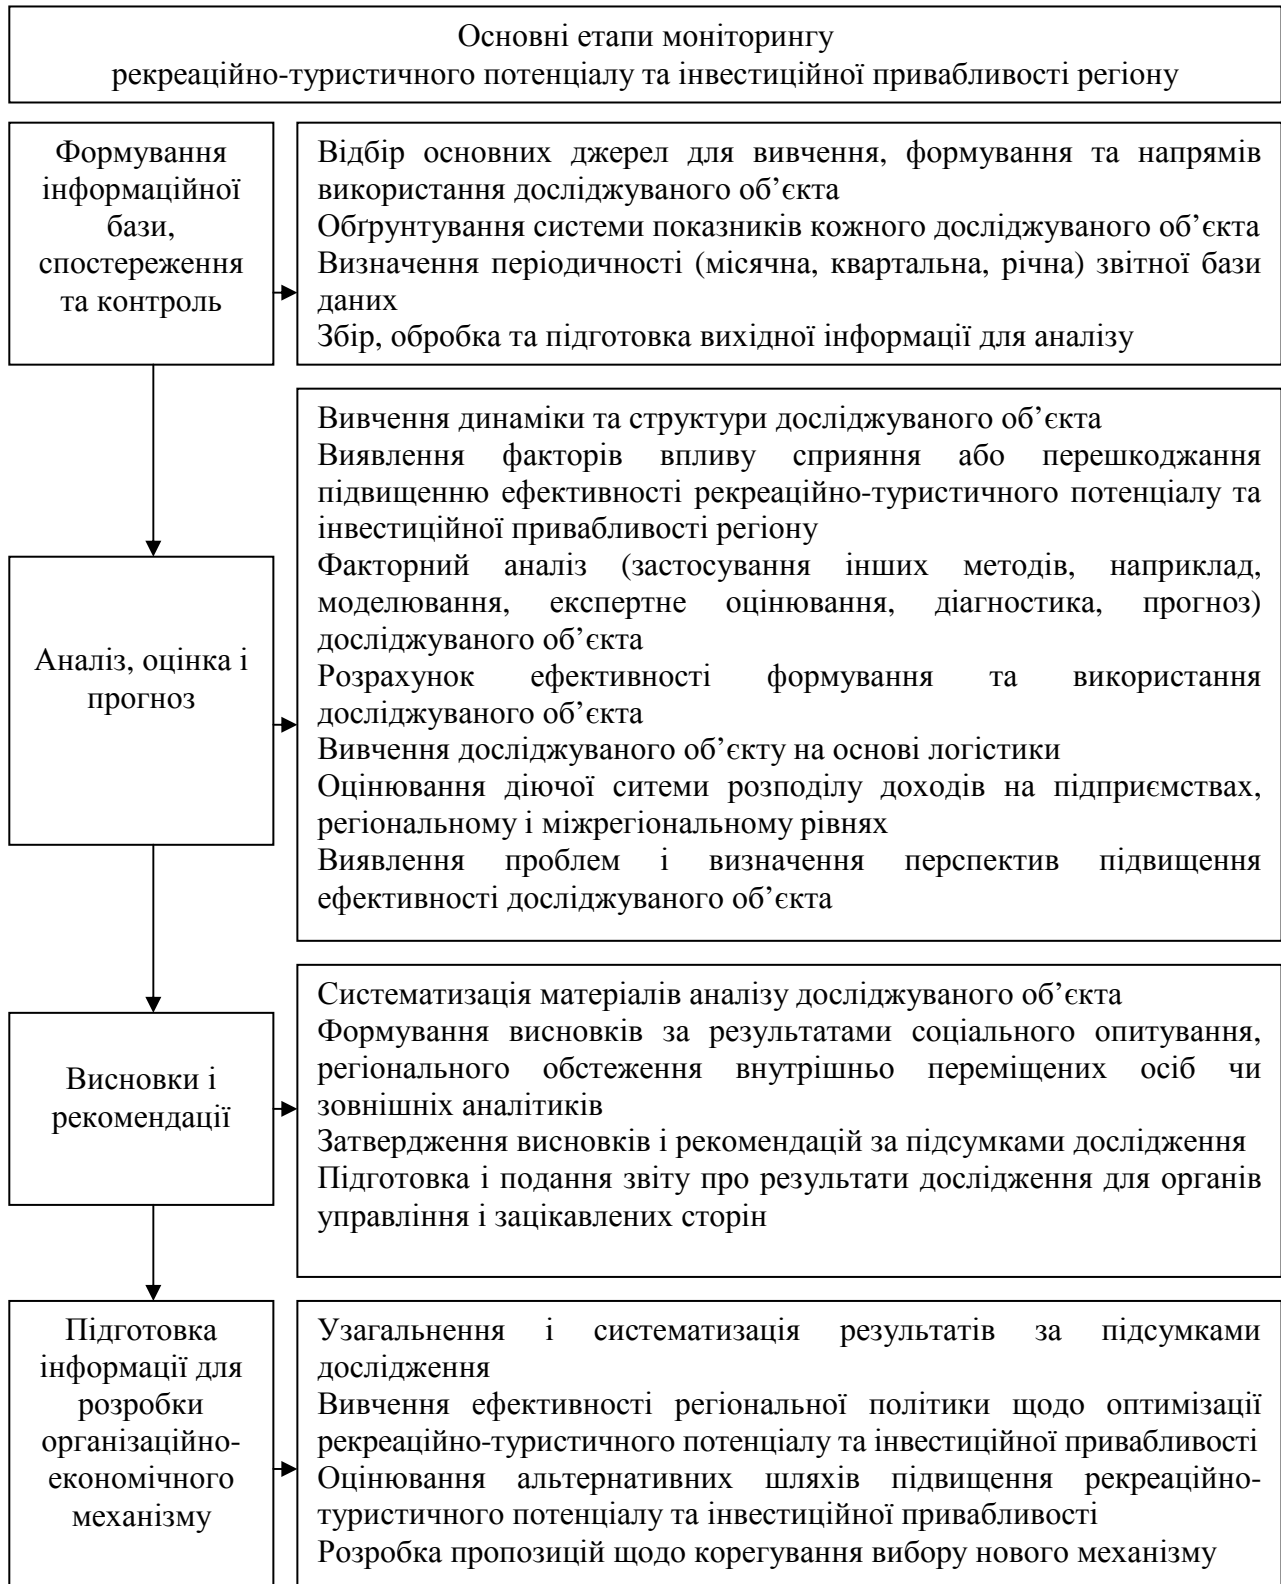 Основні етапи моніторингу
рекреаційно-туристичного потенціалу та інвестиційної привабливості регіону
Формування
інформаційної
бази,
спостереження
та контроль
Відбір основних джерел для вивчення, формування та напрямів
використання досліджуваного об’єкта
Обґрунтування системи показників кожного досліджуваного об’єкта
Визначення періодичності (місячна, квартальна, річна) звітної бази
даних
Збір, обробка та підготовка вихідної інформації для аналізу
Аналіз, оцінка і
прогноз
Вивчення динаміки та структури досліджуваного об’єкта
Виявлення факторів впливу сприяння або перешкоджання
підвищенню ефективності рекреаційно-туристичного потенціалу та
інвестиційної привабливості регіону
Факторний аналіз (застосування інших методів, наприклад,
моделювання, експертне оцінювання, діагностика, прогноз)
досліджуваного об’єкта
Розрахунок ефективності формування та використання
досліджуваного об’єкта
Вивчення досліджуваного об’єкту на основі логістики
Оцінювання діючої ситеми розподілу доходів на підприємствах,
регіональному і міжрегіональному рівнях
Виявлення проблем і визначення перспектив підвищення
ефективності досліджуваного об’єкта
Висновки і
рекомендації
Систематизація матеріалів аналізу досліджуваного об’єкта
Формування висновків за результатами соціального опитування,
регіонального обстеження внутрішньо переміщених осіб чи
зовнішніх аналітиків
Затвердження висновків і рекомендацій за підсумками дослідження
Підготовка і подання звіту про результати дослідження для органів
управління і зацікавлених сторін
Підготовка
інформації для
розробки
організаційно-
економічного
механізму
Узагальнення і систематизація результатів за підсумками
дослідження
Вивчення ефективності регіональної політики щодо оптимізації
рекреаційно-туристичного потенціалу та інвестиційної привабливості
Оцінювання альтернативних шляхів підвищення рекреаційно-
туристичного потенціалу та інвестиційної привабливості
Розробка пропозицій щодо корегування вибору нового механізму